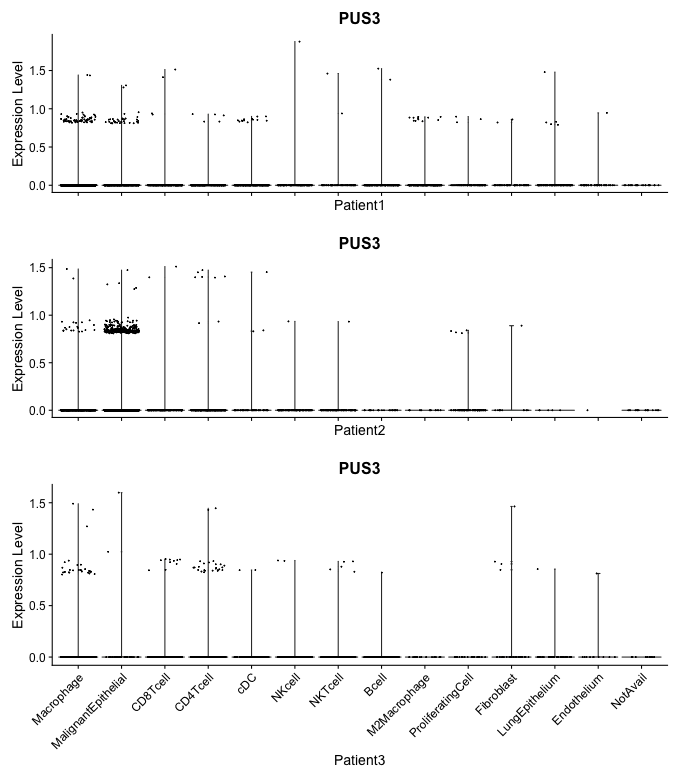 PUS3
Expression Level
1.5
1.0
0.5
0.0
Patient1
PUS3
Expression Level
1.5
1.0
0.5
0.0
Patient2
PUS3
Expression Level
1.5
1.0
0.5
0.0
Macrophage
MalignantEpithelial
CD8Tcell
CD4Tcell
cDC
NKcell
NKTcell
Bcell
M2Macrophage
ProliferatingCell
Fibroblast
LungEpithelium
Endothelium
NotAvail
Patient3